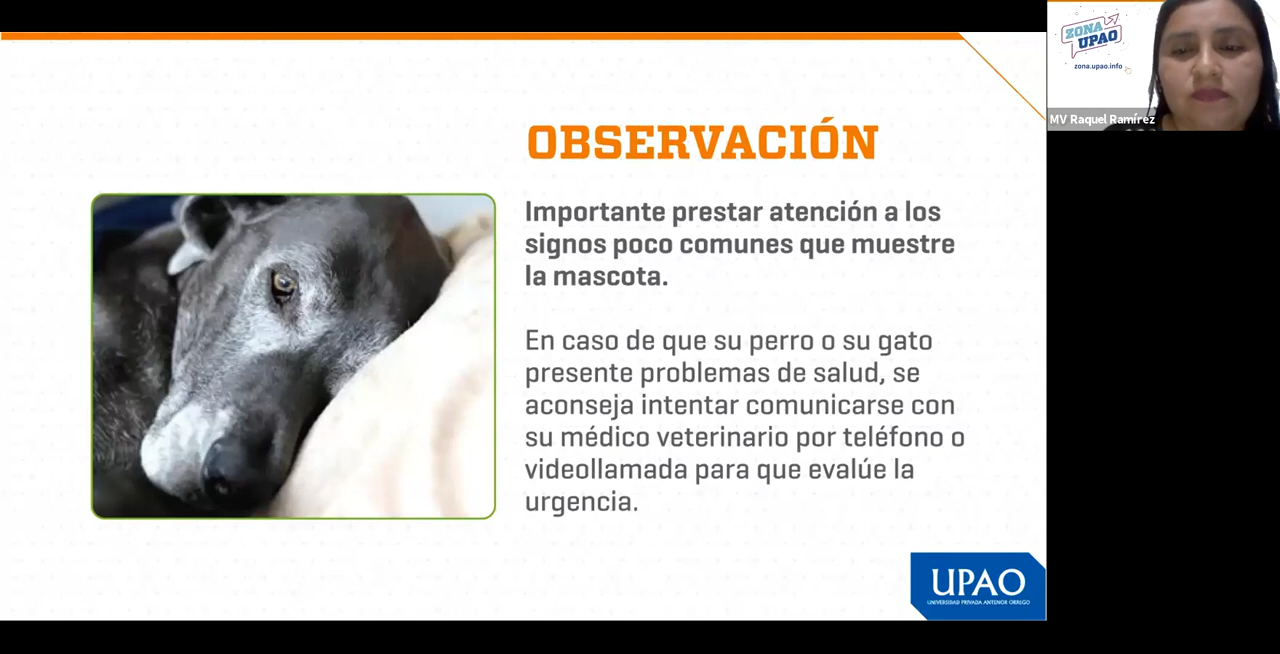 OBSERVACIÓN
Importante prestar atención a los
signos poco comunes que muestre
la mascota.
En caso de que su perro o su gato
presente problemas de salud, se
aconseja intentar comunicarse con
su médico veterinario por teléfono o
videollamada para que evalúe la
urgencia.
UPAO
UNIVERSIDAD PRIVADA ANTENOR ORREGO
ZONA
UPAO
zona.upao.info
MV Raquel Ramírez